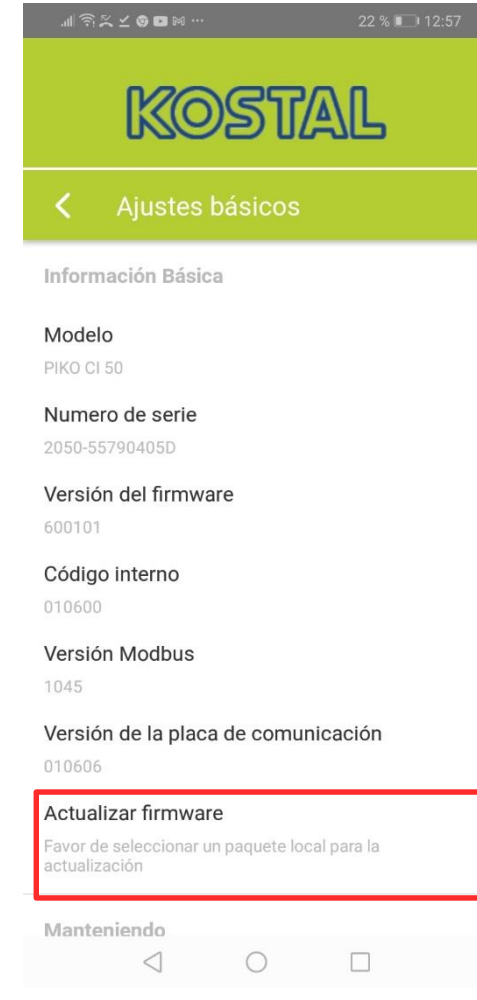 22 % 12:57
KOSTAL
Ajustes básicos
Información Básica
Modelo
PIKO CI 50
Numero de serie
2050-55790405D
Versión del firmware
600101
Código interno
010600
Versión Modbus
1045
Versión de la placa de comunicación
010606
Actualizar firmware
Favor de seleccionar un paquete local para la
actualización
Manteniendo